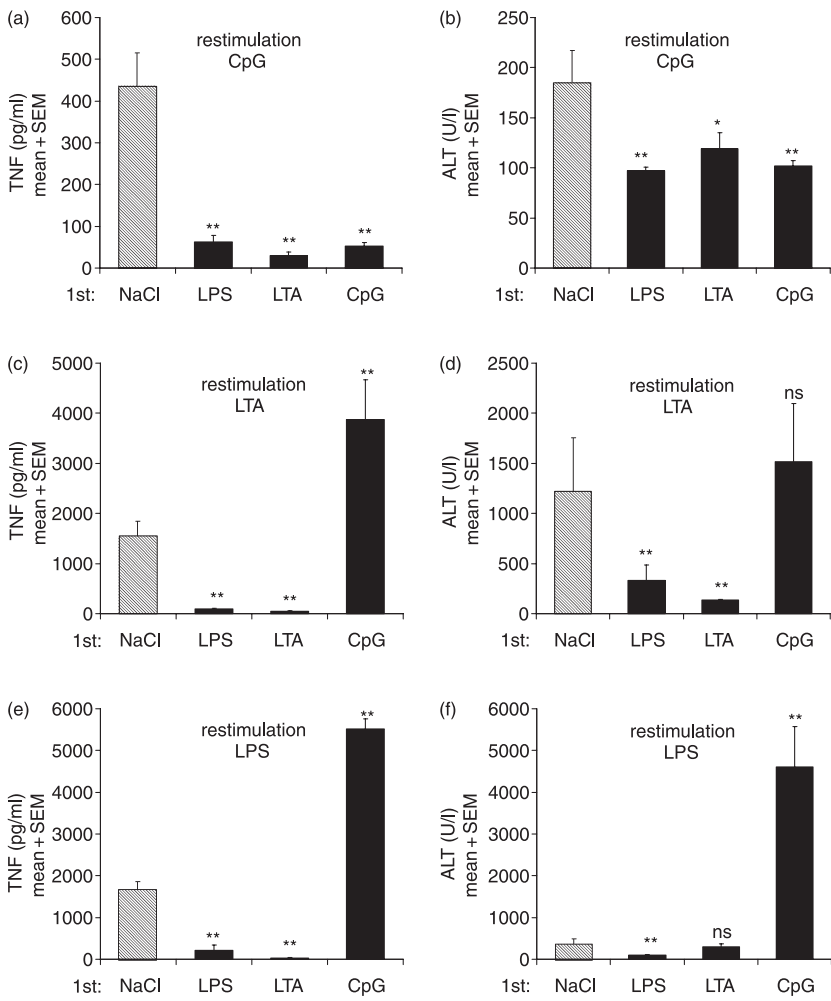 (a)
600
500
400
300
200
100
0
TNF (pg/ml)
mean + SEM
restimulation
CpG
**
**
**
1st: NaCl LPS LTA CpG
(b)
250
200
150
100
50
0
ALT (U/l)
mean + SEM
restimulation
CpG
**
*
**
1st: NaCl LPS LTA CpG
(c)
5000
4000
3000
2000
1000
0
TNF (pg/ml)
mean + SEM
restimulation
LTA
**
**
**
1st: NaCl LPS LTA CpG
(d)
2500
2000
1500
1000
500
0
ALT (U/l)
mean + SEM
restimulation
LTA
**
**
ns
1st: NaCl LPS LTA CpG
(e)
6000
5000
4000
3000
2000
1000
0
TNF (pg/ml)
mean + SEM
restimulation
LPS
**
**
**
1st: NaCl LPS LTA CpG
(f)
6000
5000
4000
3000
2000
1000
0
ALT (U/l)
mean + SEM
restimulation
LPS
**
ns
**
1st: NaCl LPS LTA CpG